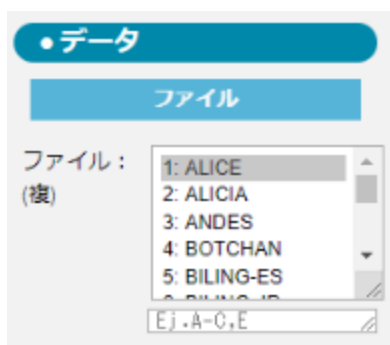 •データ
ファイル
ファイル：
(複)
1: ALICE
2: ALICIA
3: ANDES
4: BOTCHAN
5: BILING-ES
Ej.A-C,E